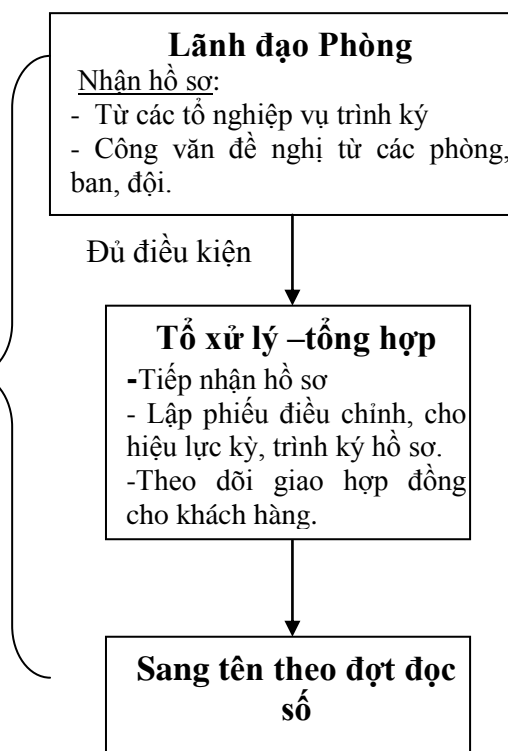 Lãnh đạo Phòng
Nhận hồ sơ:
- Từ các tổ nghiệp vụ trình ký
- Công văn đề nghị từ các phòng,
ban, đội.
Đủ điều kiện
Tổ xử lý –tổng hợp
-Tiếp nhận hồ sơ
- Lập phiếu điều chỉnh, cho
hiệu lực kỳ, trình ký hồ sơ.
-Theo dõi giao hợp đồng
cho khách hàng.
Sang tên theo đợt đọc
số